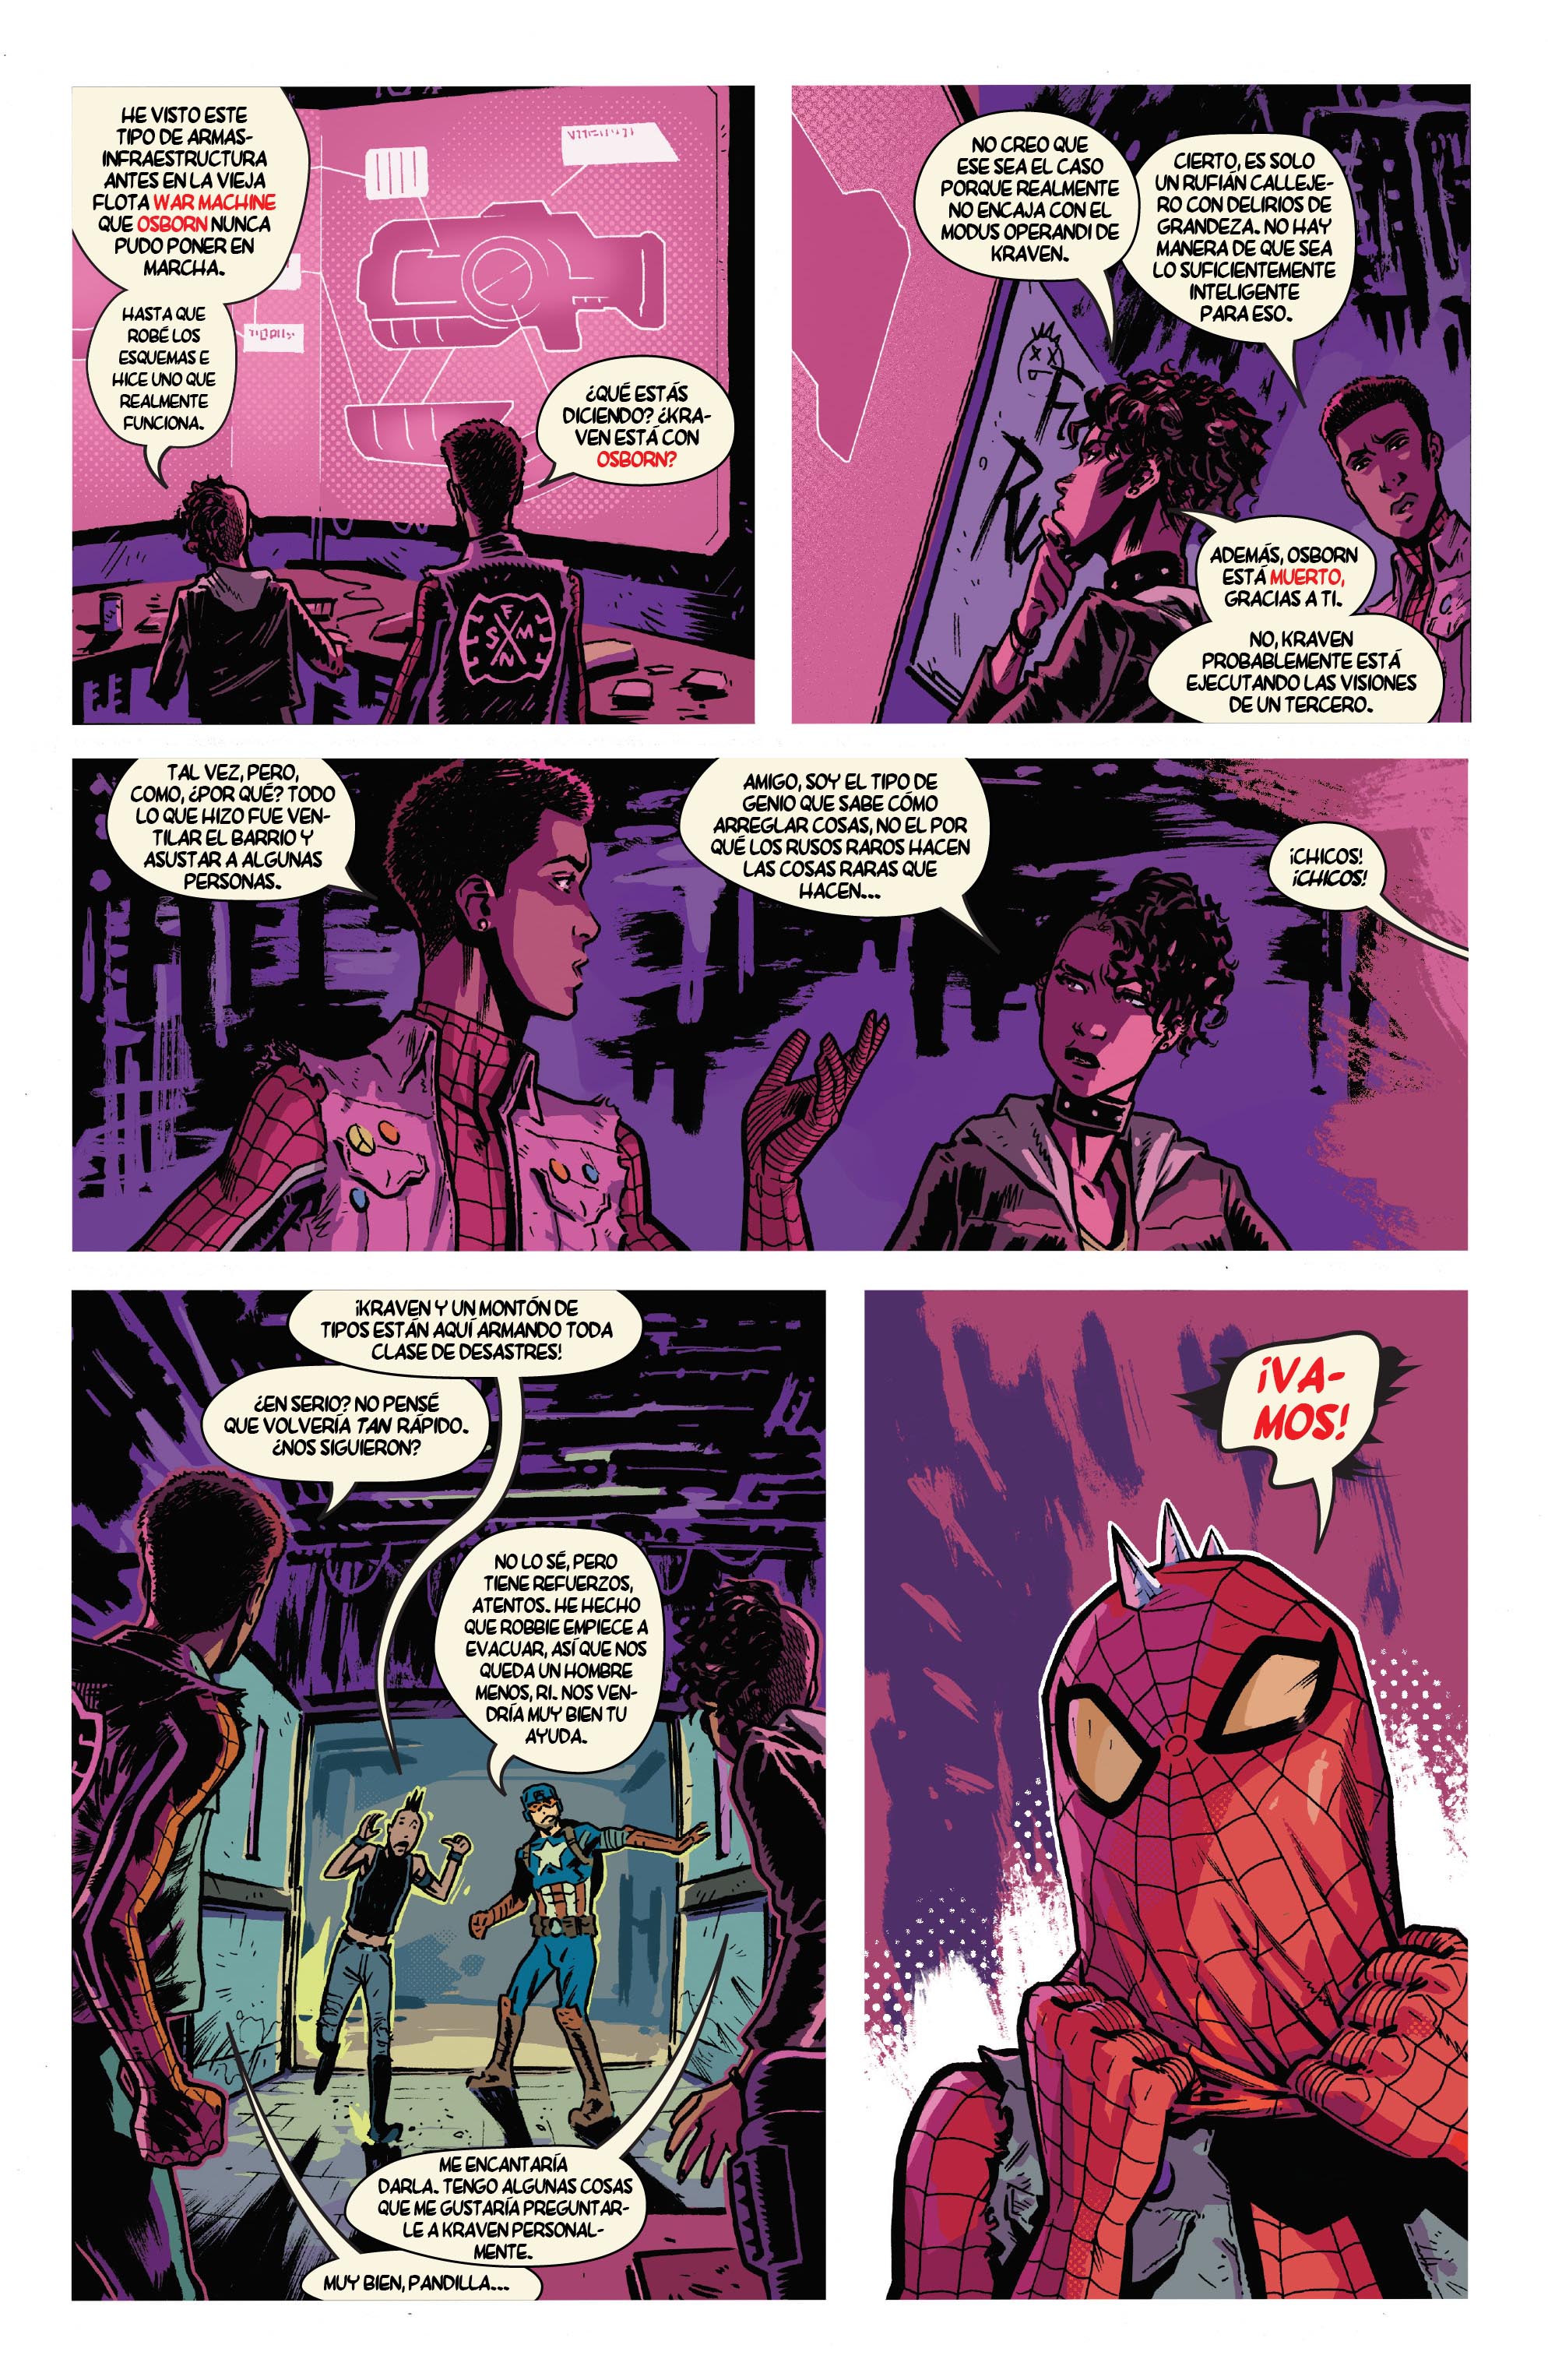 HE VISTO ESTE
TIPO DE ARMAS-
INFRAESTRUCTURA
ANTES EN LA VIEJA
FLOTA WAR MACHINE
QUE OSBORN NUNCA
PUDO PONER EN
MARCHA.
HASTA QUE
ROBÉ LOS
ESQUEMAS E
HICE UNO QUE
REALMENTE
FUNCIONA.
¿QUÉ ESTÁS
DICIENDO? ¿KRA-
VEN ESTÁ CON
OSBORN?
F
S M
N
NO CREO QUE
ESE SEA EL CASO
PORQUE REALMENTE
NO ENCAJA CON EL
MODUS OPERANDI DE
KRAVEN.
CIERTO, ES SOLO
UN RUFIÁN CALLEJE-
RO CON DELIRIOS DE
GRANDEZA. NO HAY
MANERA DE QUE SEA
LO SUFICIENTEMENTE
INTELIGENTE
PARA ESO.
ADEMÁS, OSBORN
ESTÁ MUERTO,
GRACIAS A TI.
NO, KRAVEN
PROBABLEMENTE ESTÁ
EJECUTANDO LAS VISIONES
DE UN TERCERO.
TAL VEZ, PERO,
COMO, ¿POR QUÉ? TODO
LO QUE HIZO FUE VEN-
TILAR EL BARRIO Y
ASUSTAR A ALGUNAS
PERSONAS.
AMIGO, SOY EL TIPO DE
GENIO QUE SABE CÓMO
ARREGLAR COSAS, NO EL POR
QUÉ LOS RUSOS RAROS HACEN
LAS COSAS RARAS QUE
HACEN...
¡CHICOS!
¡CHICOS!
¡KRAVEN Y UN MONTÓN DE
TIPOS ESTÁN AQUÍ ARMANDO TODA
CLASE DE DESASTRES!
¿EN SERIO? NO PENSÉ
QUE VOLVERÍA TAN RÁPIDO.
¿NOS SIGUIERON?
NO LO SÉ, PERO
TIENE REFUERZOS,
ATENTOS. HE HECHO
QUE ROBBIE EMPIECE A
EVACUAR, ASÍ QUE NOS
QUEDA UN HOMBRE
MENOS, RI. NOS VEN-
DRÍA MUY BIEN TU
AYUDA.
ME ENCANTARÍA
DARLA. TENGO ALGUNAS COSAS
QUE ME GUSTARÍA PREGUNTAR-
LE A KRAVEN PERSONAL-
MENTE.
MUY BIEN, PANDILLA...
¡VA-
MOS!